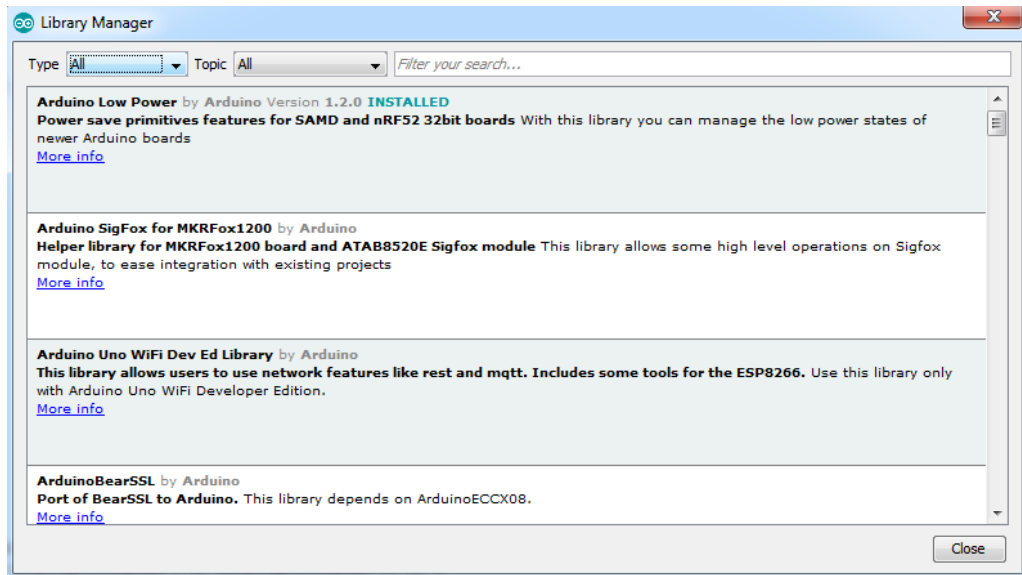 Library Manager
Type All Topic All Filter your search...
Arduino Low Power by Arduino Version 1.2.0 INSTALLED
Power save primitives features for SAMD and nRF52 32bit boards With this library you can manage the low power states of
newer Arduino boards
More info
Arduino SigFox for MKRFox1200 by Arduino
Helper library for MKRFox1200 board and ATAB8520E Sigfox module This library allows some high level operations on Sigfox
module, to ease integration with existing projects
More info
Arduino Uno WiFi Dev Ed Library by Arduino
This library allows users to use network features like rest and mqtt. Includes some tools for the ESP8266. Use this library only
with Arduino Uno WiFi Developer Edition.
More info
ArduinoBearSSL by Arduino
Port of BearSSL to Arduino. This library depends on ArduinoECCX08.
More info
Close